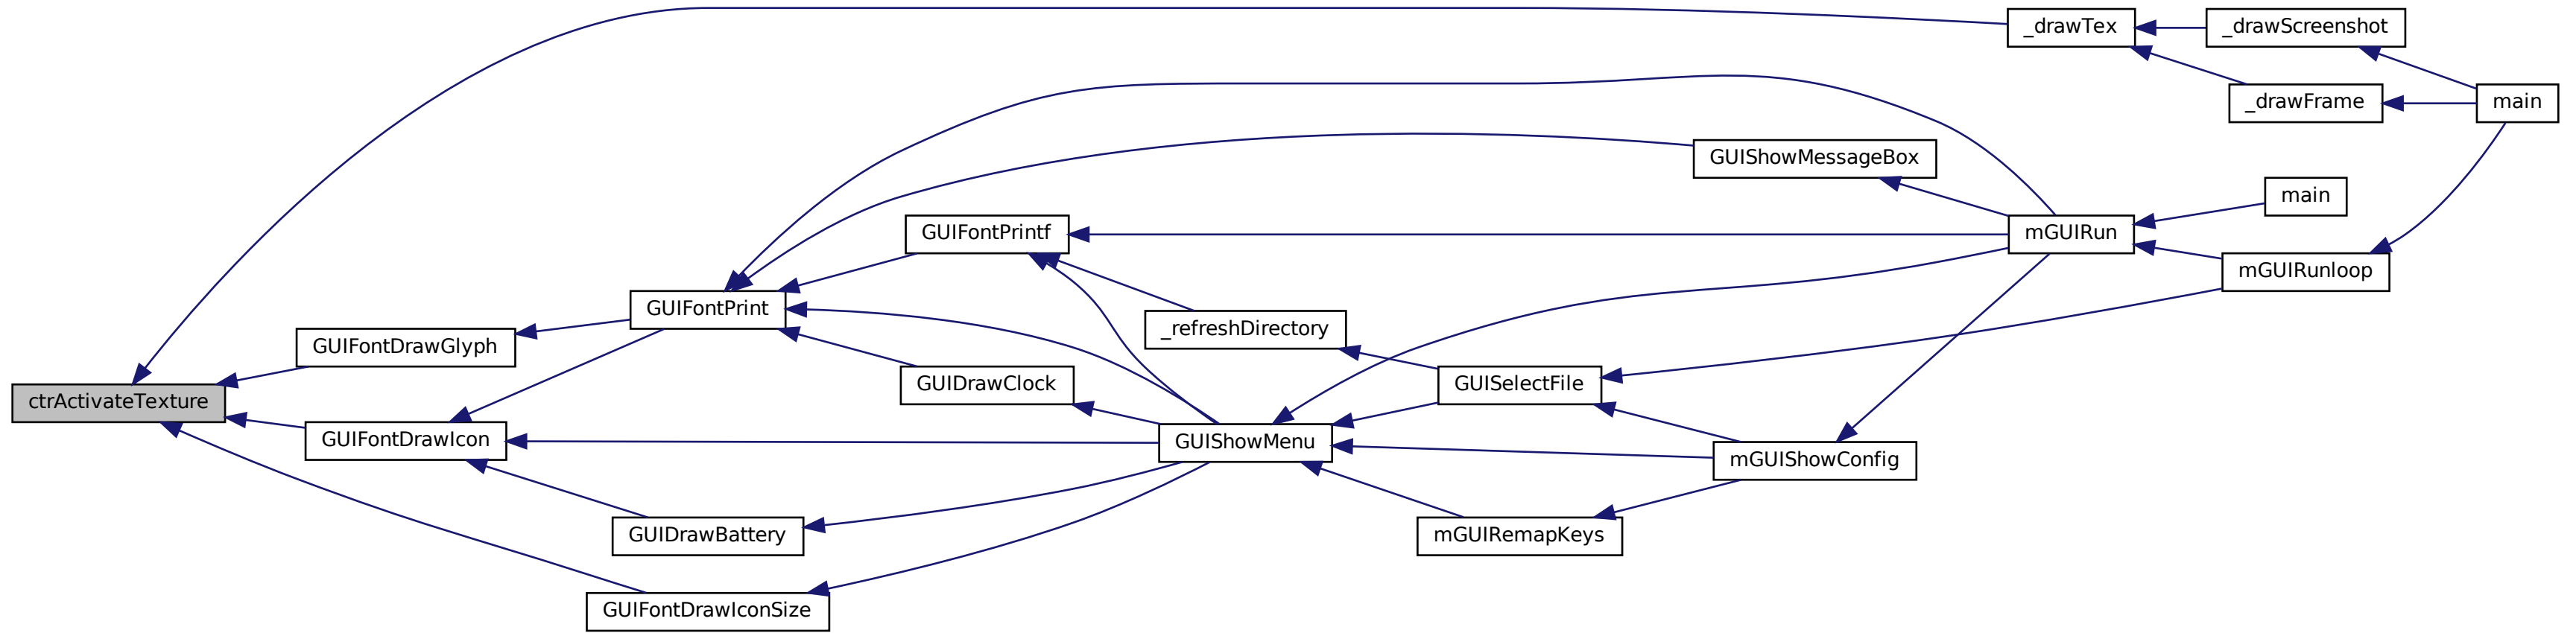 _drawTex
_drawScreenshot
_drawFrame
main
GUIShowMessageBox
main
GUIFontPrintf
mGUIRun
mGUIRunloop
GUIFontPrint
_refreshDirectory
GUIFontDrawGlyph
GUIDrawClock
GUISelectFile
ctrActivateTexture
GUIFontDrawIcon
GUIShowMenu
mGUIShowConfig
GUIDrawBattery
mGUIRemapKeys
GUIFontDrawIconSize